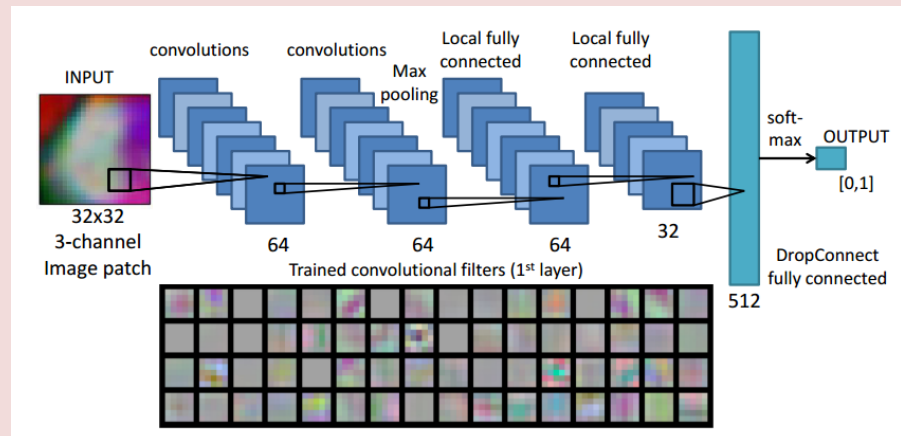 INPUT
convolutions
convolutions
Max
pooling
Local fully
connected
Local fully
connected
soft-
max
OUTPUT
[0,1]
32x32
3-channel
Image patch
64
64
64
32
512
DropConnect
fully connected
Trained convolutional filters (1st layer)